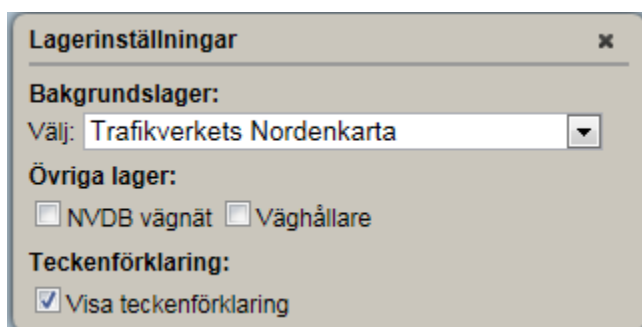 Lagerinställningar
Bakgrundslager:
Välj: Trafikverkets Nordenkarta
Övriga lager:
NVDB vägnät Väghållare
Teckenförklaring:
Visa teckenförklaring